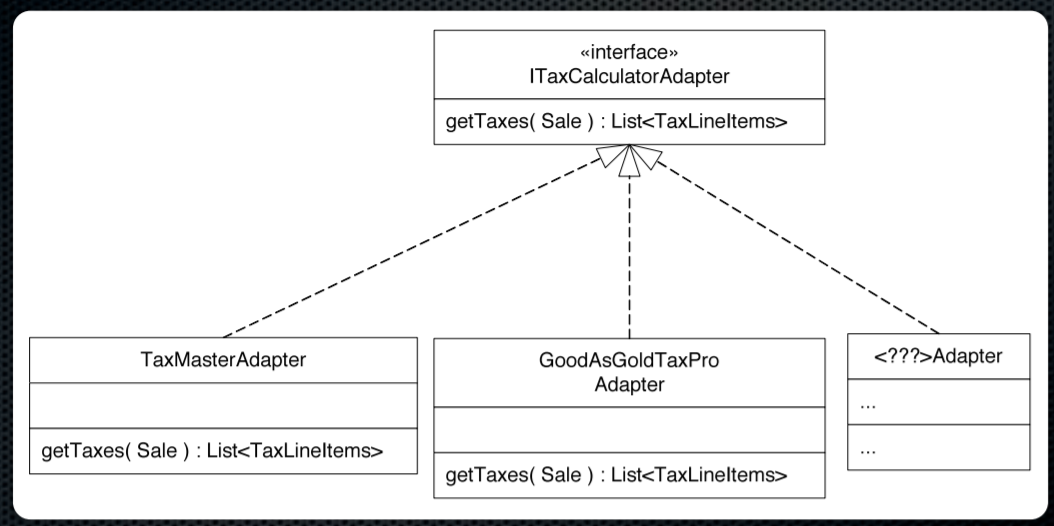 «interface»
ITaxCalculatorAdapter
getTaxes( Sale ) : List<TaxLineItems>
TaxMasterAdapter
getTaxes( Sale ) : List<TaxLineItems>
GoodAsGoldTaxPro
Adapter
getTaxes( Sale ) : List<TaxLineItems>
<???>Adapter
...
...